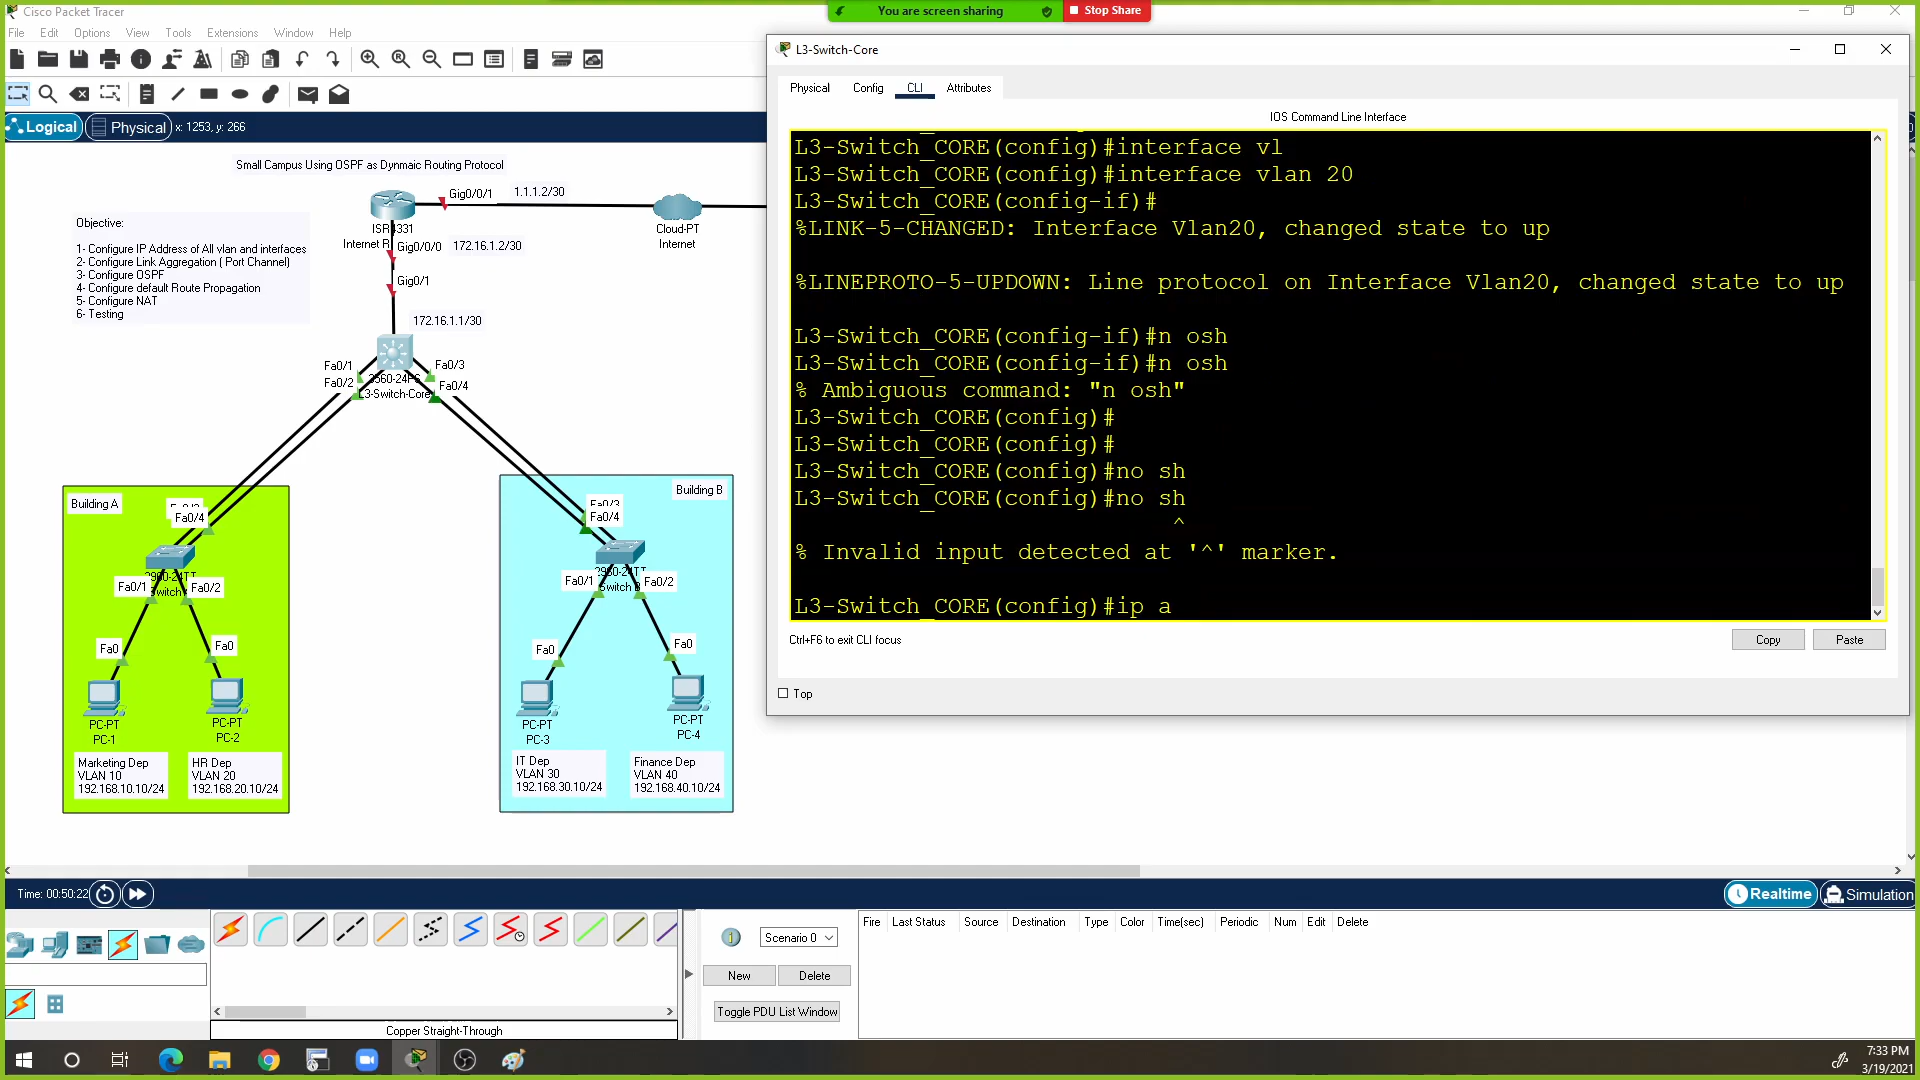 Cisco Packet Tracer
You are screen sharing
Stop Share
File Edit Options View Tools Extensions Window Help
Logical
Physical
x: 1253, y: 266
Small Campus Using OSPF as Dynmaic Routing Protocol
Objective:
1- Configure IP Address of All vlan and interfaces
2- Configure Link Aggregation ( Port Channel)
3- Configure OSPF
4- Configure default Route Propagation
5- Configure NAT
6- Testing
Gig0/0/1
1.1.1.2/30
Internet R
Gig0/0/0
172.16.1.2/30
Cloud-PT
Internet
Gig0/1
172.16.1.1/30
Fa0/1
Fa0/2
Fa0/3
Fa0/4
3560-24PS
L3-Switch-Core
Building A
Fa0/4
Fa0/1
Fa0/2
Fa0
Fa0
PC-PT
PC-1
PC-PT
PC-2
Marketing Dep
VLAN 10
192.168.10.10/24
HR Dep
VLAN 20
192.168.20.10/24
Building B
Fa0/3
Fa0/4
Fa0/1
Fa0/2
Fa0
Fa0
PC-PT
PC-3
PC-PT
PC-4
IT Dep
VLAN 30
192.168.30.10/24
Finance Dep
VLAN 40
192.168.40.10/24
L3-Switch-Core
Physical Config CLI Attributes
IOS Command Line Interface
L3-Switch_CORE(config)#interface vl
L3-Switch_CORE(config)#interface vlan 20
L3-Switch_CORE(config-if)#
%LINK-5-CHANGED: Interface Vlan20, changed state to up
%LINEPROTO-5-UPDOWN: Line protocol on Interface Vlan20, changed state to up
L3-Switch_CORE(config-if)#n osh
L3-Switch_CORE(config-if)#n osh
% Ambiguous command: "n osh"
L3-Switch_CORE(config)#
L3-Switch_CORE(config)#
L3-Switch_CORE(config)#no sh
L3-Switch_CORE(config)#no sh
^
% Invalid input detected at '^' marker.
L3-Switch_CORE(config)#ip a
Ctrl+F6 to exit CLI focus
Copy
Paste
Top
Time: 00:50:22
Realtime
Simulation
Scenario 0
New
Delete
Toggle PDU List Window
Fire Last Status Source Destination Type Color Time(sec) Periodic Num Edit Delete
Copper Straight-Through
7:33 PM
3/19/2021